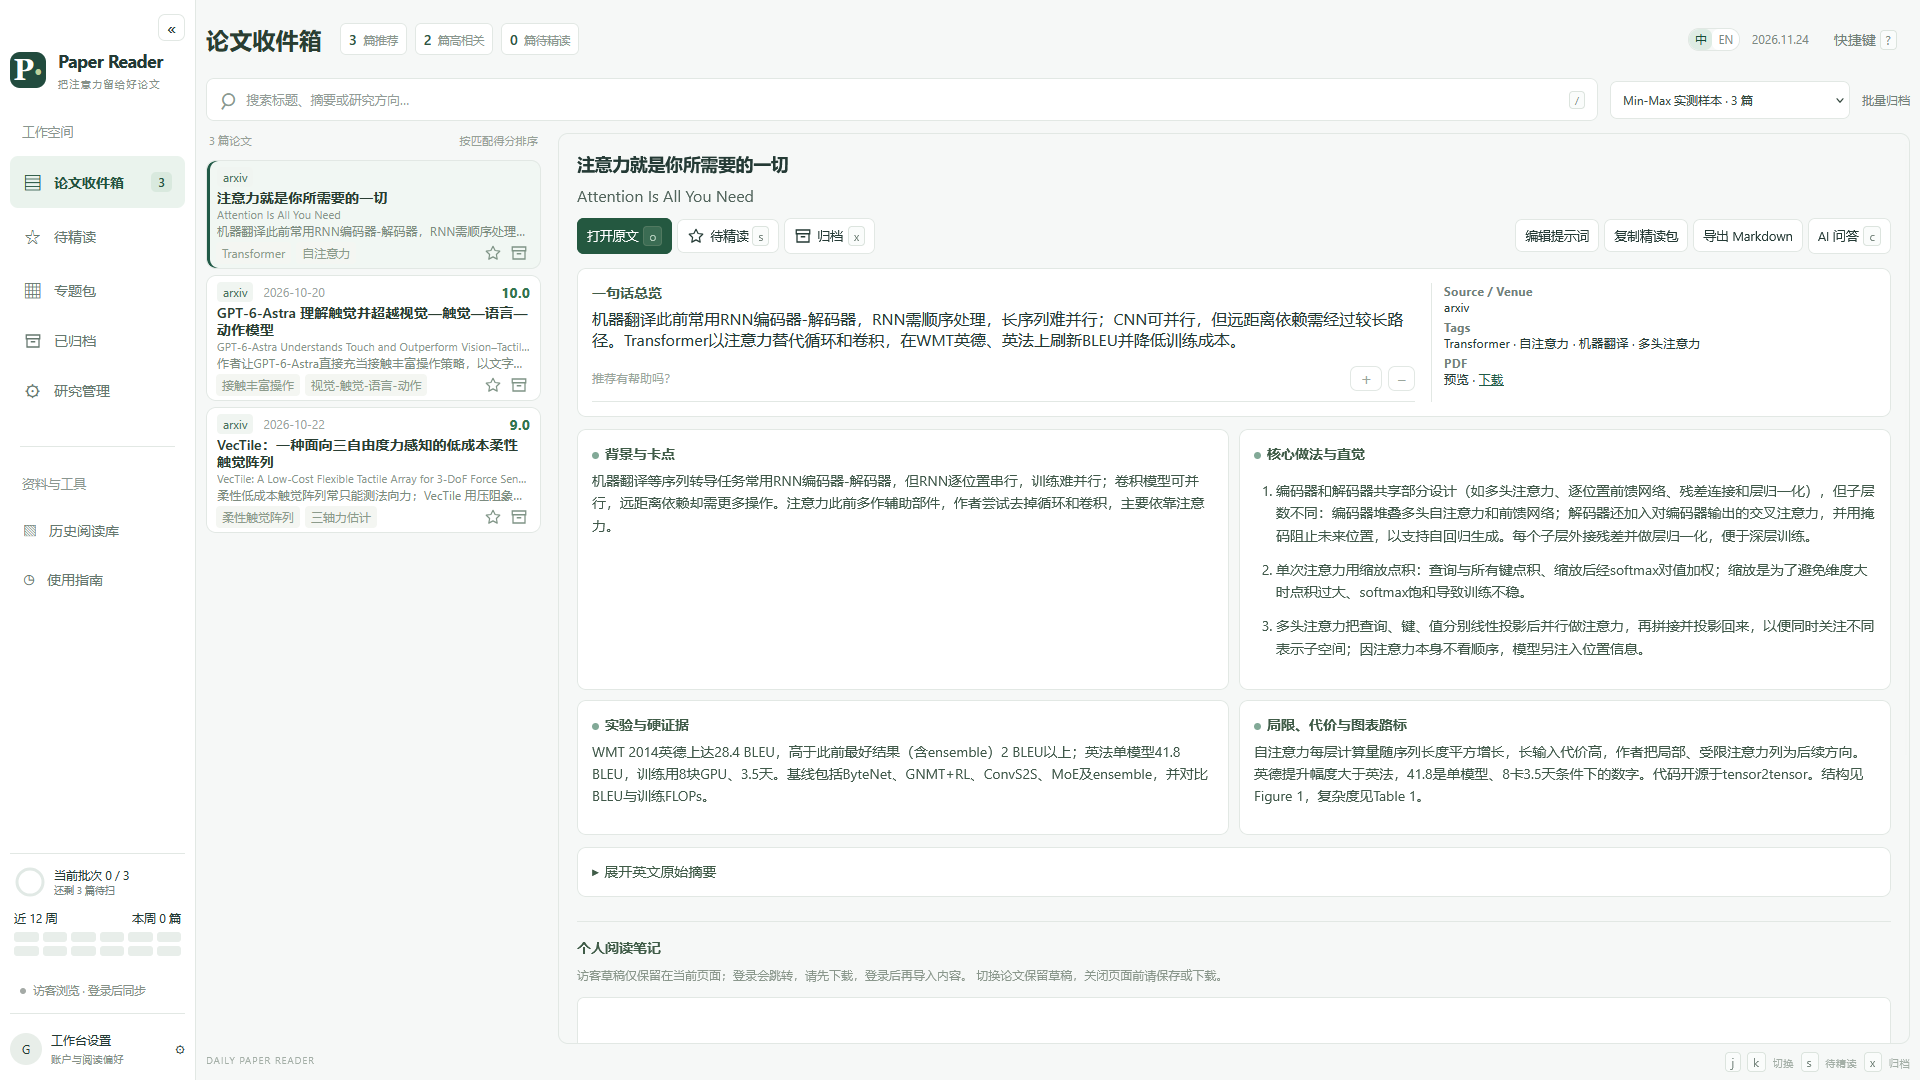 «
P.
Paper Reader
把注意力留给好论文
工作空间
论文收件箱 3
待精读
专题包
已归档
研究管理
资料与工具
历史阅读库
使用指南
当前批次 0 / 3
还剩 3 篇待扫
近 12 周 本周 0 篇
访客浏览 · 登录后同步
G
工作台设置
账户与阅读偏好
论文收件箱
3 篇推荐
2 篇高相关
0 篇待精读
中 EN
2026.11.24
快捷键 ?
搜索标题、摘要或研究方向...
/
Min-Max 实测样本 · 3 篇
批量归档
3 篇论文
按匹配得分排序
arxiv
注意力就是你所需要的一切
Attention Is All You Need
机器翻译此前常用RNN编码器-解码器，RNN需顺序处理...
Transformer 自注意力
arxiv 2026-10-20 10.0
GPT-6-Astra 理解触觉并超越视觉—触觉—语言—
动作模型
GPT-6-Astra Understands Touch and Outperform Vision–Tactil...
作者让GPT-6-Astra直接充当接触丰富操作策略，以文字...
接触丰富操作 视觉-触觉-语言-动作
arxiv 2026-10-22 9.0
VecTile：一种面向三自由度力感知的低成本柔性
触觉阵列
VecTile: A Low-Cost Flexible Tactile Array for 3-DoF Force Sen...
柔性低成本触觉阵列常只能测法向力；VecTile 用压阻象...
柔性触觉阵列 三轴力估计
注意力就是你所需要的一切
Attention Is All You Need
打开原文 o
待精读 s
归档 x
编辑提示词
复制精读包
导出 Markdown
AI 问答 c
一句话总览
机器翻译此前常用RNN编码器-解码器，RNN需顺序处理，长序列难并行；CNN可并行，但远距离依赖需经过较长路
径。Transformer以注意力替代循环和卷积，在WMT英德、英法上刷新BLEU并降低训练成本。
推荐有帮助吗?
+ −
Source / Venue
arxiv
Tags
Transformer · 自注意力 · 机器翻译 · 多头注意力
PDF
预览 · 下载
背景与卡点
机器翻译等序列转导任务常用RNN编码器-解码器，但RNN逐位置串行，训练难并行；卷积模型可并
行，远距离依赖却需更多操作。注意力此前多作辅助部件，作者尝试去掉循环和卷积，主要依靠注意
力。
核心做法与直觉
1. 编码器和解码器共享部分设计（如多头注意力、逐位置前馈网络、残差连接和层归一化），但子层
数不同：编码器堆叠多头自注意力和前馈网络；解码器还加入对编码器输出的交叉注意力，并用掩
码阻止未来位置，以支持自回归生成。每个子层外接残差并做层归一化，便于深层训练。
2. 单次注意力用缩放点积：查询与所有键点积、缩放后经softmax对值加权；缩放是为了避免维度大
时点积过大、softmax饱和导致训练不稳。
3. 多头注意力把查询、键、值分别线性投影后并行做注意力，再拼接并投影回来，以便同时关注不同
表示子空间；因注意力本身不看顺序，模型另注入位置信息。
实验与硬证据
WMT 2014英德上达28.4 BLEU，高于此前最好结果（含ensemble）2 BLEU以上；英法单模型41.8
BLEU，训练用8块GPU、3.5天。基线包括ByteNet、GNMT+RL、ConvS2S、MoE及ensemble，并对比
BLEU与训练FLOPs。
局限、代价与图表路标
自注意力每层计算量随序列长度平方增长，长输入代价高，作者把局部、受限注意力列为后续方向。
英德提升幅度大于英法，41.8是单模型、8卡3.5天条件下的数字。代码开源于tensor2tensor。结构见
Figure 1，复杂度见Table 1。
展开英文原始摘要
个人阅读笔记
访客草稿仅保留在当前页面；登录会跳转，请先下载，登录后再导入内容。 切换论文保留草稿，关闭页面前请保存或下载。
DAILY PAPER READER
j k 切换 s 待精读 x 归档